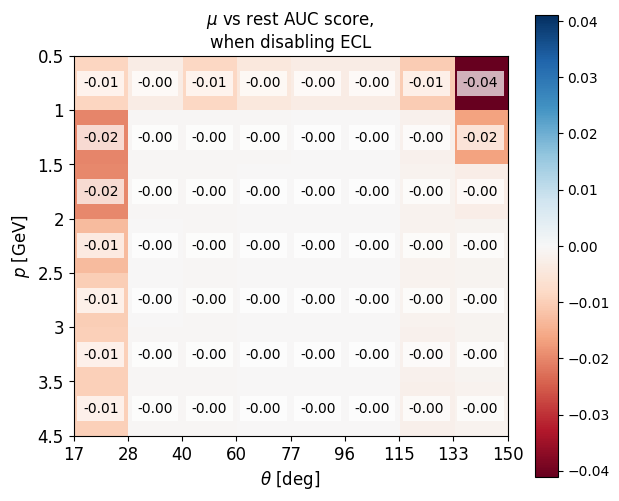 μ vs rest AUC score,
when disabling ECL
0.5
-0.01 -0.00 -0.01 -0.00 -0.00 -0.00 -0.01 -0.04
1
-0.02 -0.00 -0.00 -0.00 -0.00 -0.00 -0.00 -0.02
1.5
-0.02 -0.00 -0.00 -0.00 -0.00 -0.00 -0.00 -0.00
2
-0.01 -0.00 -0.00 -0.00 -0.00 -0.00 -0.00 -0.00
2.5
-0.01 -0.00 -0.00 -0.00 -0.00 -0.00 -0.00 -0.00
3
-0.01 -0.00 -0.00 -0.00 -0.00 -0.00 -0.00 -0.00
3.5
-0.01 -0.00 -0.00 -0.00 -0.00 -0.00 -0.00 -0.00
4.5
p [GeV]
17 28 40 60 77 96 115 133 150
θ [deg]
0.04
0.03
0.02
0.01
0.00
−0.01
−0.02
−0.03
−0.04